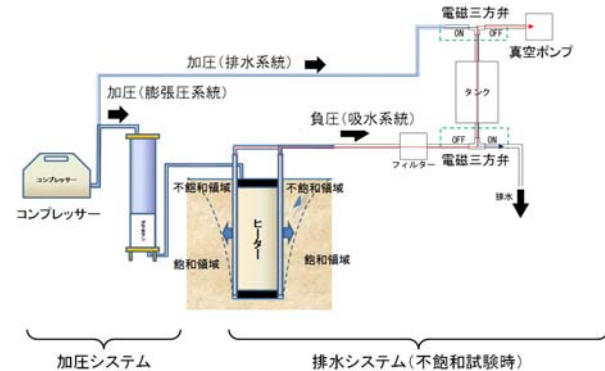 電磁三方弁
ON
OFF
真空ポンプ
加圧(排水系統)
加圧(膨張圧系統)
タンク
負圧(吸水系統)
OFF
ON
フィルター
電磁三方弁
排水
コンプレッサー
コンプレッサー
不飽和領域
不飽和領域
ヒーター
飽和領域
飽和領域
加圧システム
排水システム(不飽和試験時)